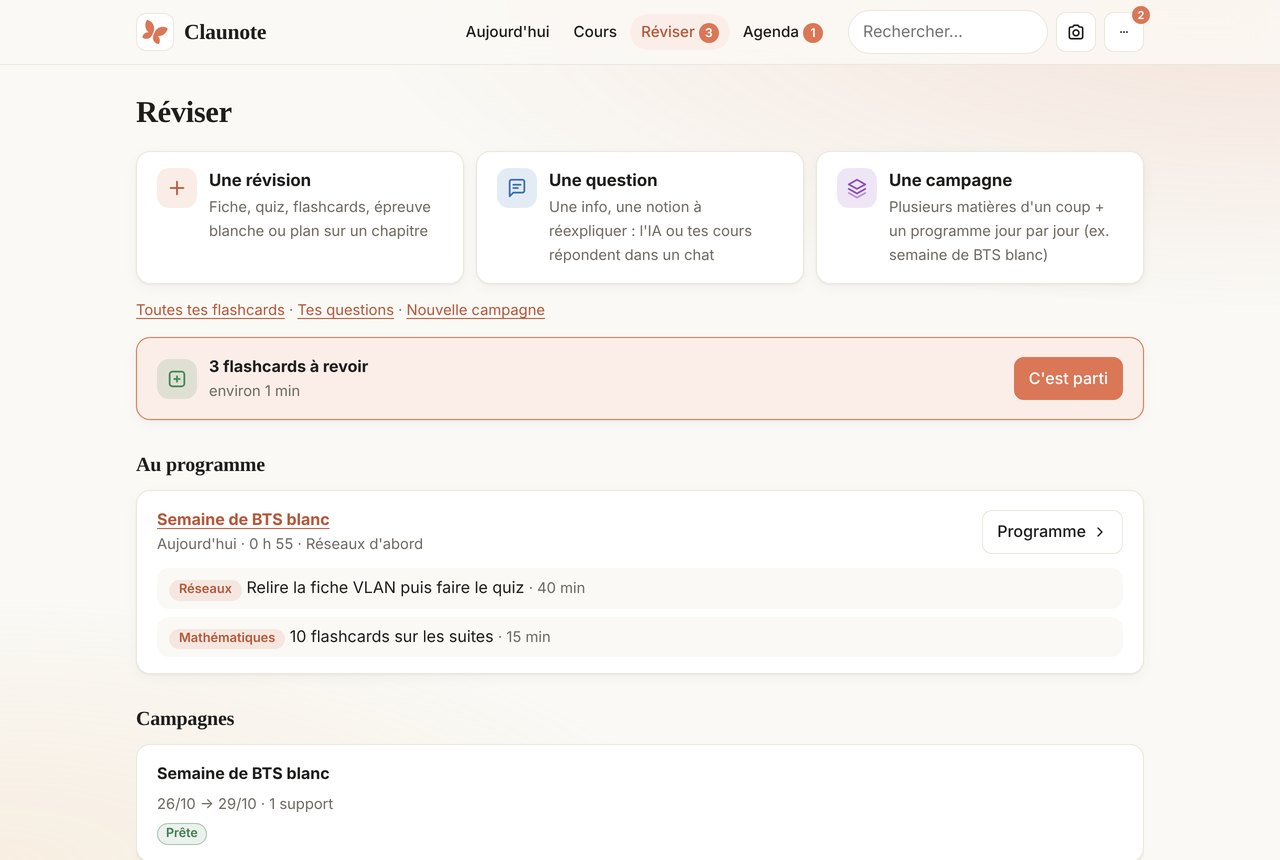 Claunote
Aujourd'hui
Cours
Réviser 3
Agenda 1
Rechercher...
...
2
Réviser
Une révision
Fiche, quiz, flashcards, épreuve
blanche ou plan sur un chapitre
Une question
Une info, une notion à
réexpliquer : l'IA ou tes cours
répondent dans un chat
Une campagne
Plusieurs matières d'un coup +
un programme jour par jour (ex.
semaine de BTS blanc)
Toutes tes flashcards · Tes questions · Nouvelle campagne
3 flashcards à revoir
environ 1 min
C'est parti
Au programme
Semaine de BTS blanc
Aujourd'hui · 0 h 55 · Réseaux d'abord
Programme
Réseaux Relire la fiche VLAN puis faire le quiz · 40 min
Mathématiques 10 flashcards sur les suites · 15 min
Campagnes
Semaine de BTS blanc
26/10 → 29/10 · 1 support
Prête